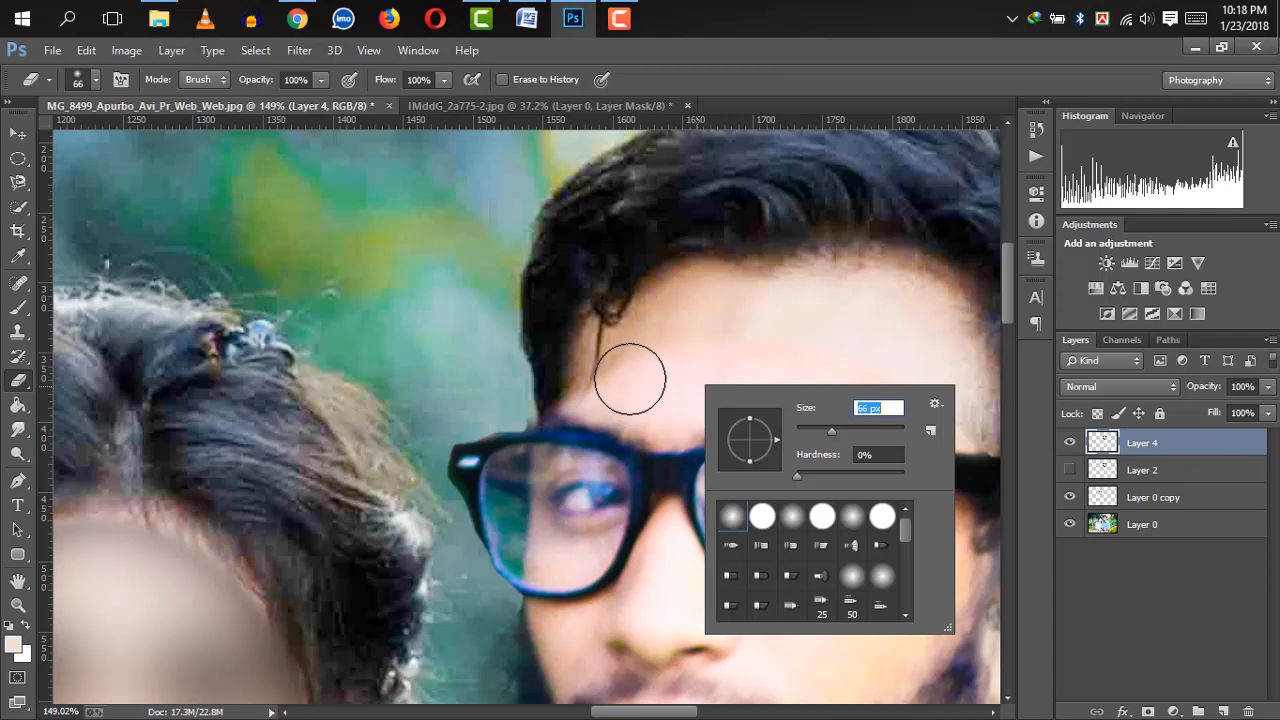 imo
Ps
10:18 PM
1/23/2018
Ps File Edit Image Layer Type Select Filter 3D View Window Help
66 Mode: Brush Opacity: 100% Flow: 100% Erase to History Photography
MG_8499_Apurbo_Avi_Pr_Web_Web.jpg @ 149% (Layer 4, RGB/8) * × IMddG_2a775-2.jpg @ 37.2% (Layer 0, Layer Mask/8) * ×
1200 1250 1300 1350 1400 1450 1500 1550 1600 1650 1700 1750 1800 1850
Histogram Navigator
Adjustments
Add an adjustment
Layers Channels Paths
Kind
Normal Opacity: 100%
Lock: Fill: 100%
Layer 4
Layer 2
Layer 0 copy
Layer 0
Size: 66 px
Hardness: 0%
25 50
149.02% Doc: 17.3M/22.8M